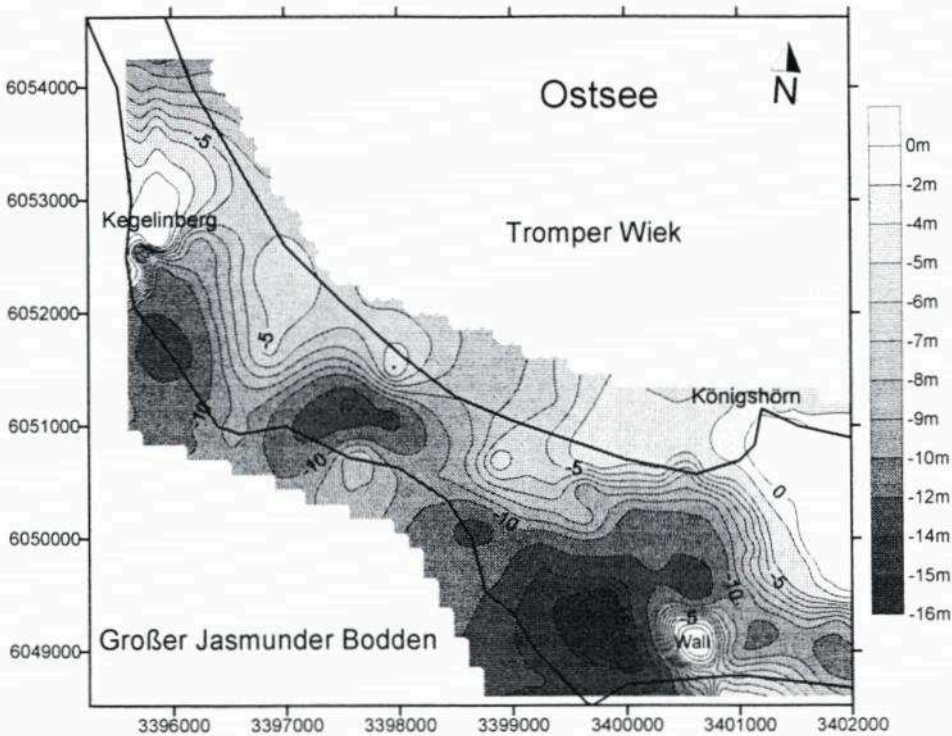 Ostsee
N
6054000
-5
0m
-2m
6053000
Kegelinberg
Tromper Wiek
-4m
-5m
-6m
6052000
-5
-7m
-8m
Königshörn
-9m
6051000
-10
-10
-5
-10m
0
-12m
6050000
-10
-14m
-5
-10
-15m
5
Wall
-16m
Großer Jasmunder Bodden
6049000
3396000 3397000 3398000 3399000 3400000 3401000 3402000